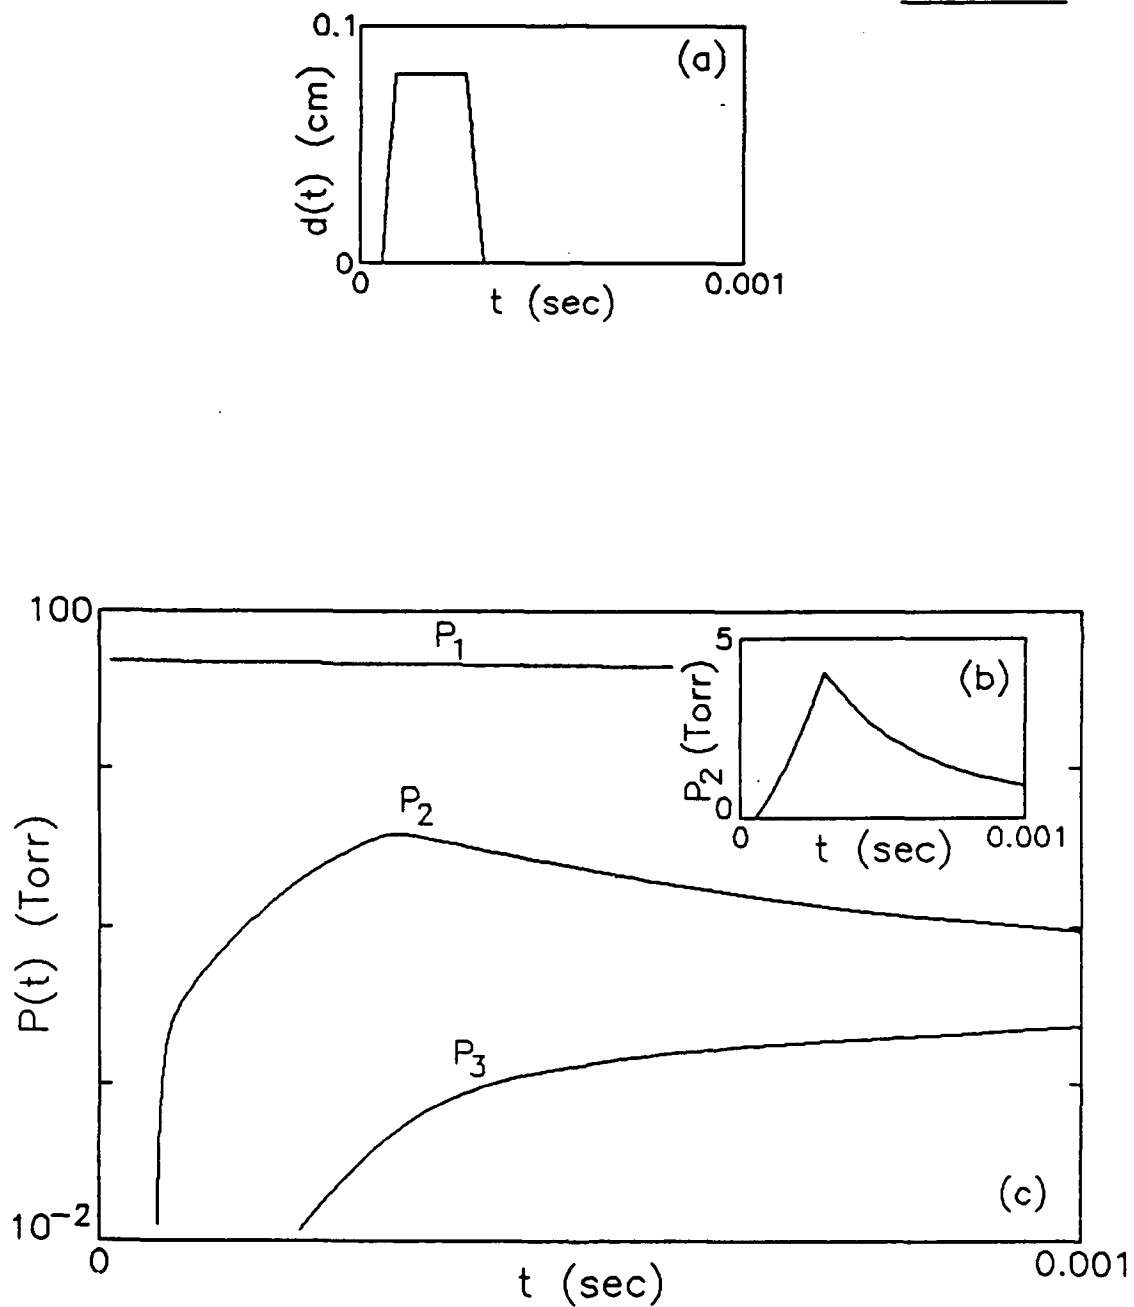 0.1
(a)
d(t) (cm)
0
0
0.001
t (sec)
100
P1
5
(b)
P2 (Torr)
0
0
0.001
t (sec)
P2
P(t) (Torr)
P3
(c)
10-2
0
0.001
t (sec)